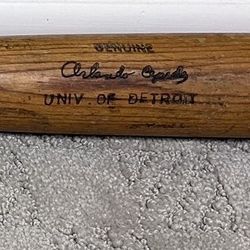 GENUINE
Orlando Cepeda
UNIV. OF DETROIT